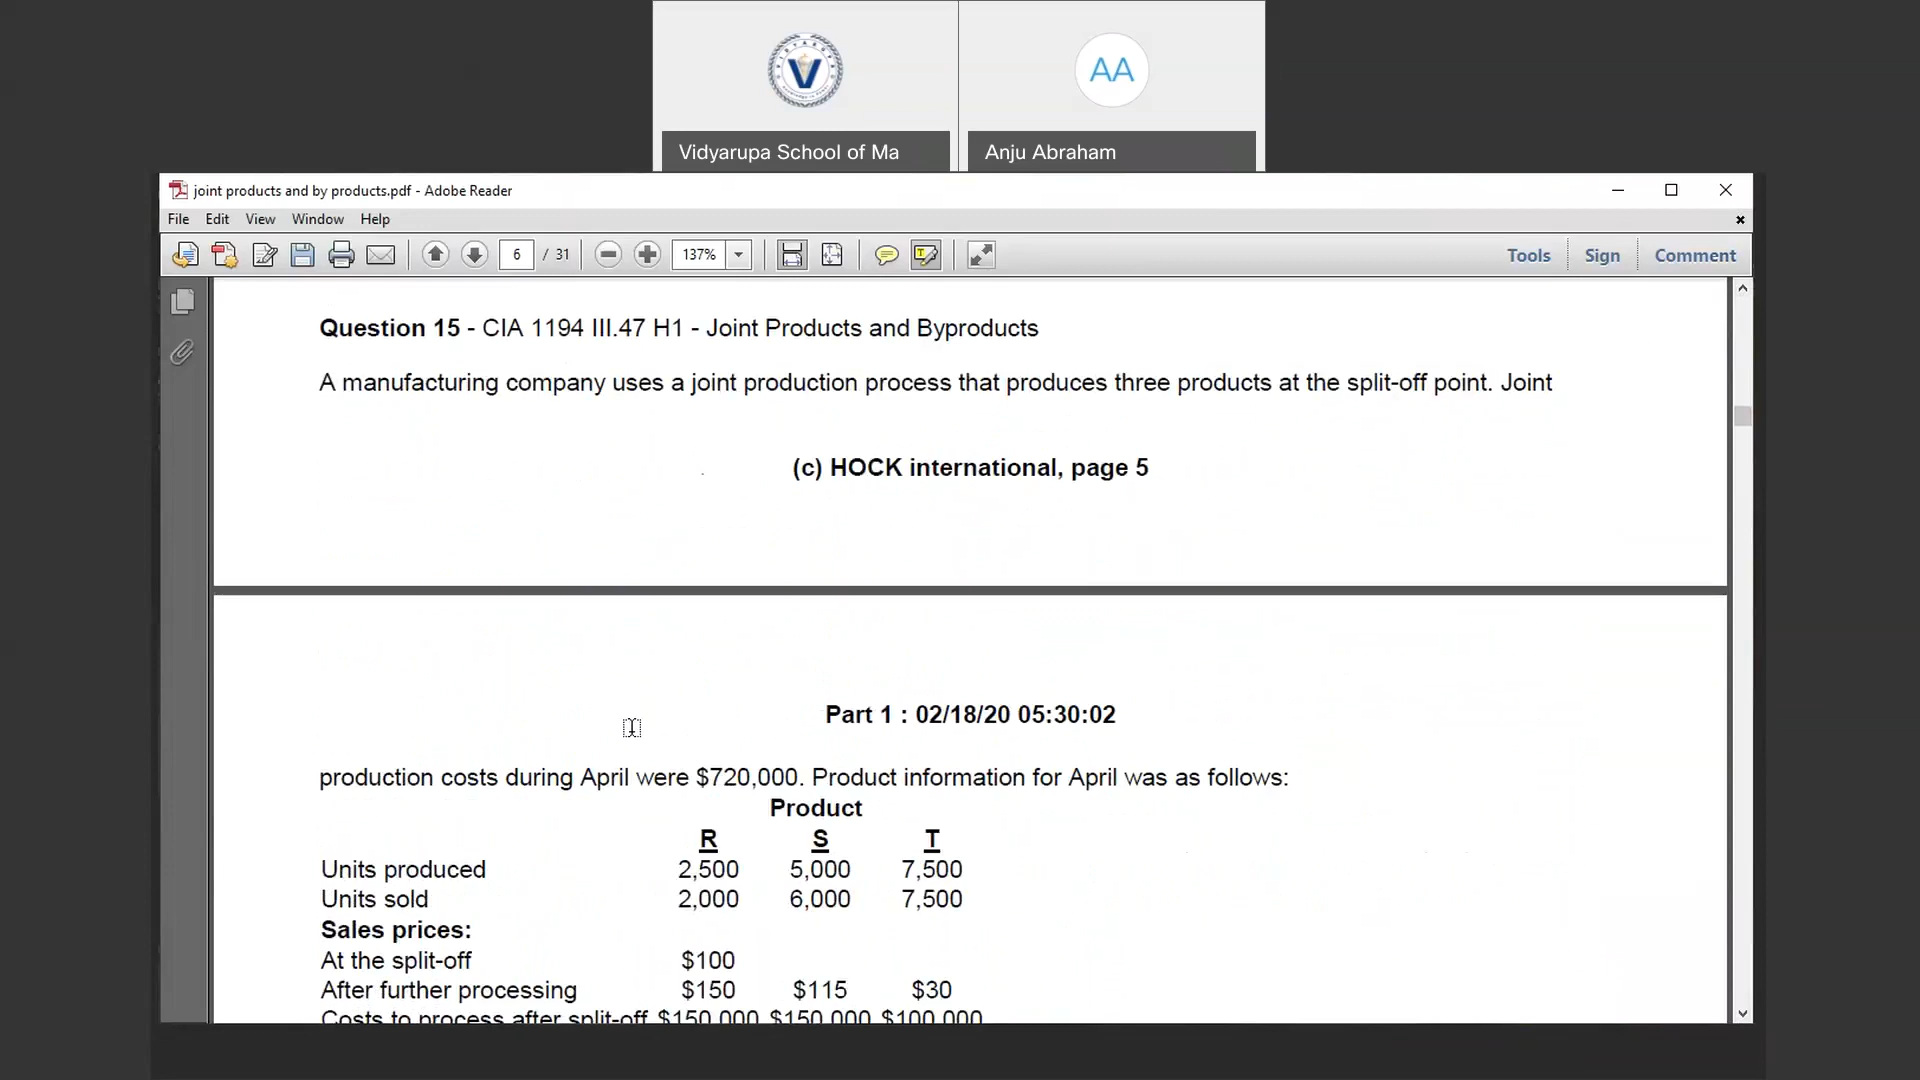 AA
Vidyarupa School of Ma
Anju Abraham
joint products and by products.pdf - Adobe Reader
File Edit View Window Help
6 / 31 137% Tools Sign Comment
Question 15 - CIA 1194 III.47 H1 - Joint Products and Byproducts
A manufacturing company uses a joint production process that produces three products at the split-off point. Joint
(c) HOCK international, page 5
Part 1 : 02/18/20 05:30:02
production costs during April were $720,000. Product information for April was as follows:
Product
R S T
Units produced 2,500 5,000 7,500
Units sold 2,000 6,000 7,500
Sales prices:
At the split-off $100
After further processing $150 $115 $30
Costs to process after split-off $150,000 $150,000 $100,000